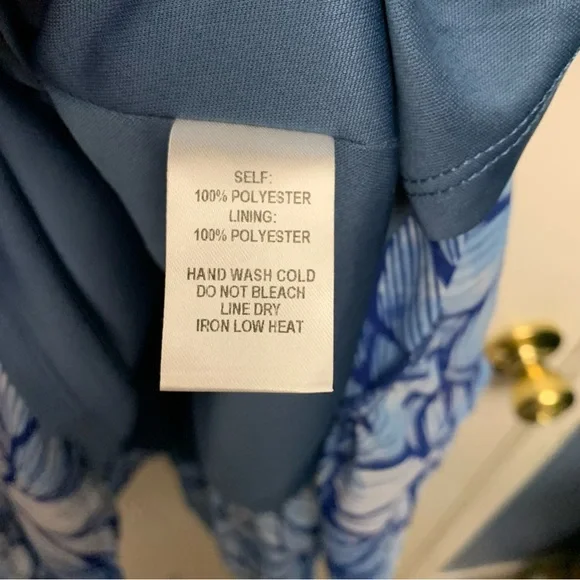 SELF:
100% POLYESTER
LINING:
100% POLYESTER
HAND WASH COLD
DO NOT BLEACH
LINE DRY
IRON LOW HEAT